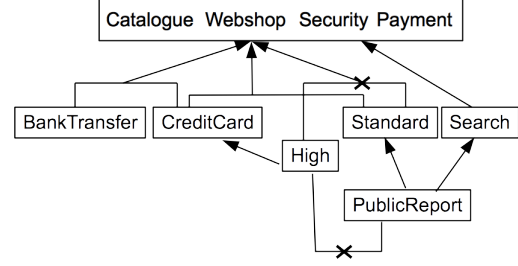 Catalogue Webshop Security Payment
BankTransfer CreditCard Standard Search
High
PublicReport